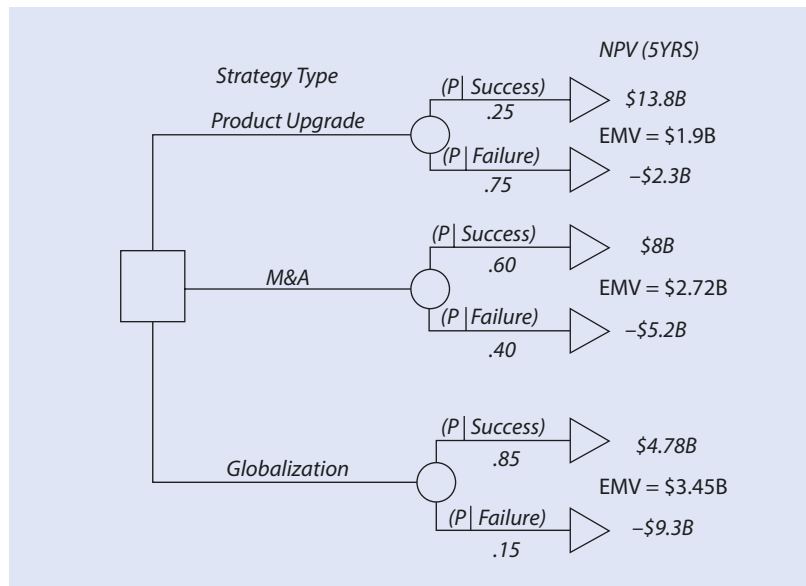 NPV (5YRS)
Strategy Type
Product Upgrade
(P| Success)
.25
$13.8B
EMV = $1.9B
(P| Failure)
.75
–$2.3B
M&A
(P| Success)
.60
$8B
EMV = $2.72B
(P| Failure)
.40
–$5.2B
Globalization
(P| Success)
.85
$4.78B
EMV = $3.45B
(P| Failure)
.15
–$9.3B